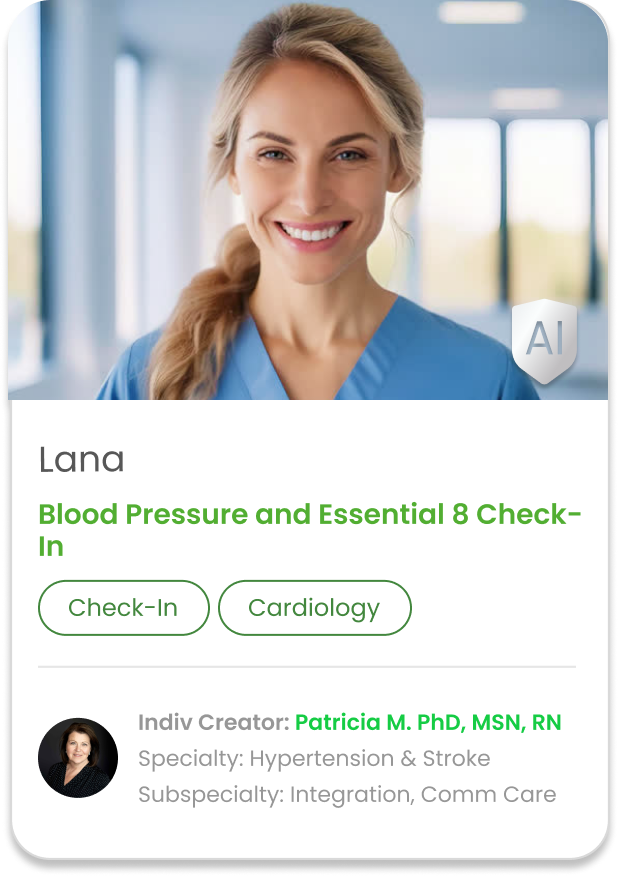 AI
Lana
Blood Pressure and Essential 8 Check-
In
Check-In
Cardiology
Indiv Creator: Patricia M. PhD, MSN, RN
Specialty: Hypertension & Stroke
Subspecialty: Integration, Comm Care